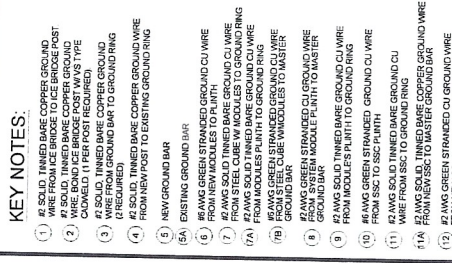 KEY NOTES:
1 #2 SOLID, TINNED BARE COPPER GROUND
WIRE FROM ICE BRIDGE TO ICE BRIDGE POST
2 #2 SOLID, TINNED BARE COPPER GROUND
WIRE, BOND ICE BRIDGE POST W/ VS TYPE
CADWELD. (1 PER POST REQUIRED)
3 #2 SOLID, TINNED BARE COPPER GROUND
WIRE FROM GROUND BAR TO GROUND RING
(2 REQUIRED)
4 #2 SOLID, TINNED BARE COPPER GROUND WIRE
FROM NEW POST TO EXISTING GROUND RING
5 NEW GROUND BAR
5A EXISTING GROUND BAR
6 #6 AWG GREEN STRANDED GROUND CU WIRE
FROM NEW MODULES TO PLINTH
7 #2 AWG SOLID TINNED BARE GROUND CU WIRE
FROM STEEL CUBE W/ MODULES TO GROUND RING
7A #2 AWG SOLID TINNED BARE GROUND CU WIRE
FROM MODULES PLINTH TO GROUND RING
7B #6 AWG GREEN STRANDED GROUND CU WIRE
FROM STEEL CUBE W/MODULES TO MASTER
GROUND BAR
8 #2 AWG GREEN STRANDED GROUND CU WIRE
FROM SYSTEM MODULE PLINTH TO MASTER
GROUND BAR
9 #2 AWG SOLID, TINNED BARE GROUND CU WIRE
FROM MODULE'S PLINTH TO GROUND RING
10 #6 AWG GREEN STRANDED GROUND CU WIRE
FROM SSC TO SSC PLINTH
11 #2 AWG SOLID, TINNED BARE GROUND CU
WIRE FROM SSC TO GROUND RING
11A #2 AWG SOLID, TINNED BARE GROUND CU WIRE
FROM NEW SSC TO MASTER GROUND BAR
12 #2 AWG GREEN STRANDED CU GROUND WIRE